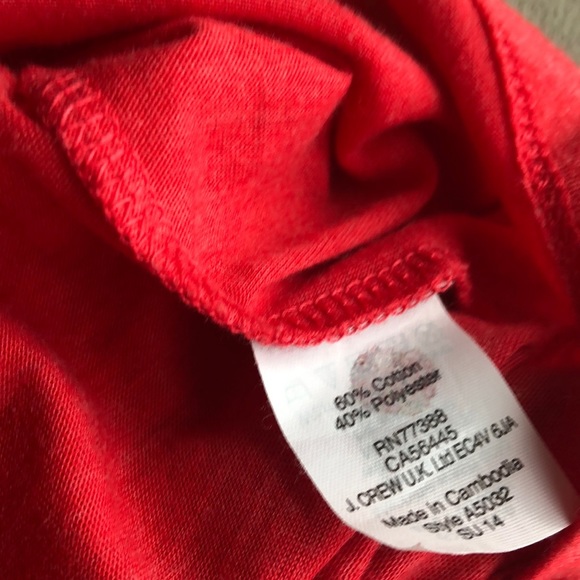 60% Cotton
40% Polyester
RN77388
CA56445
J. CREW U.K. Ltd EC4V 6JA
Made in Cambodia
Style A5032
SU 14